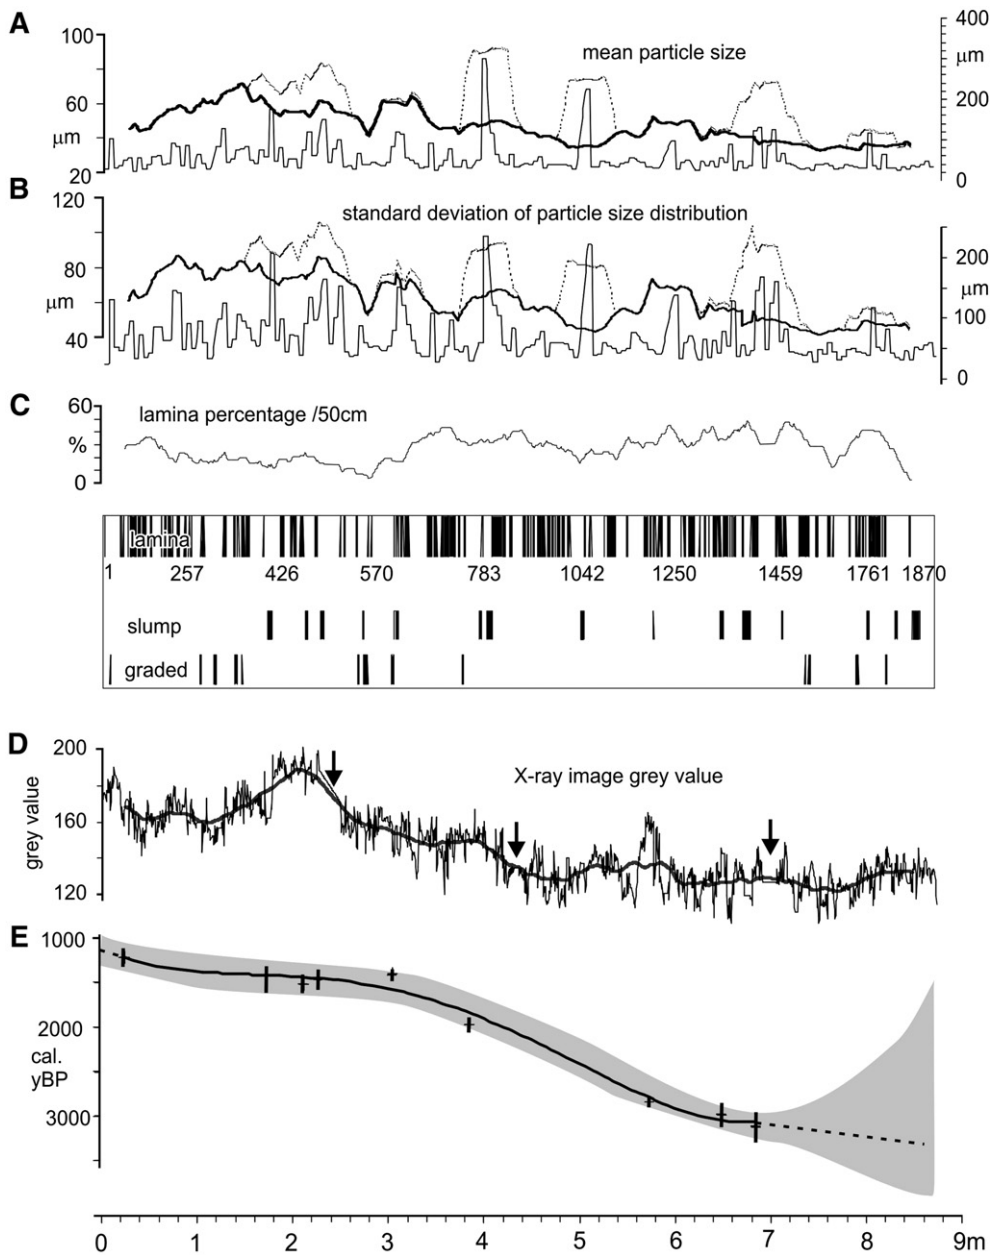 A
400
100
mean particle size
μm
60
200
μm
20
0
B
120
standard deviation of particle size distribution
80
200
μm
μm
100
40
0
C
60
lamina percentage /50cm
%
0
lamina
1 257 426 570 783 1042 1250 1459 1761 1870
slump
graded
D
200
X-ray image grey value
grey value
160
120
E
1000
2000
cal.
yBP
3000
0 1 2 3 4 5 6 7 8 9m